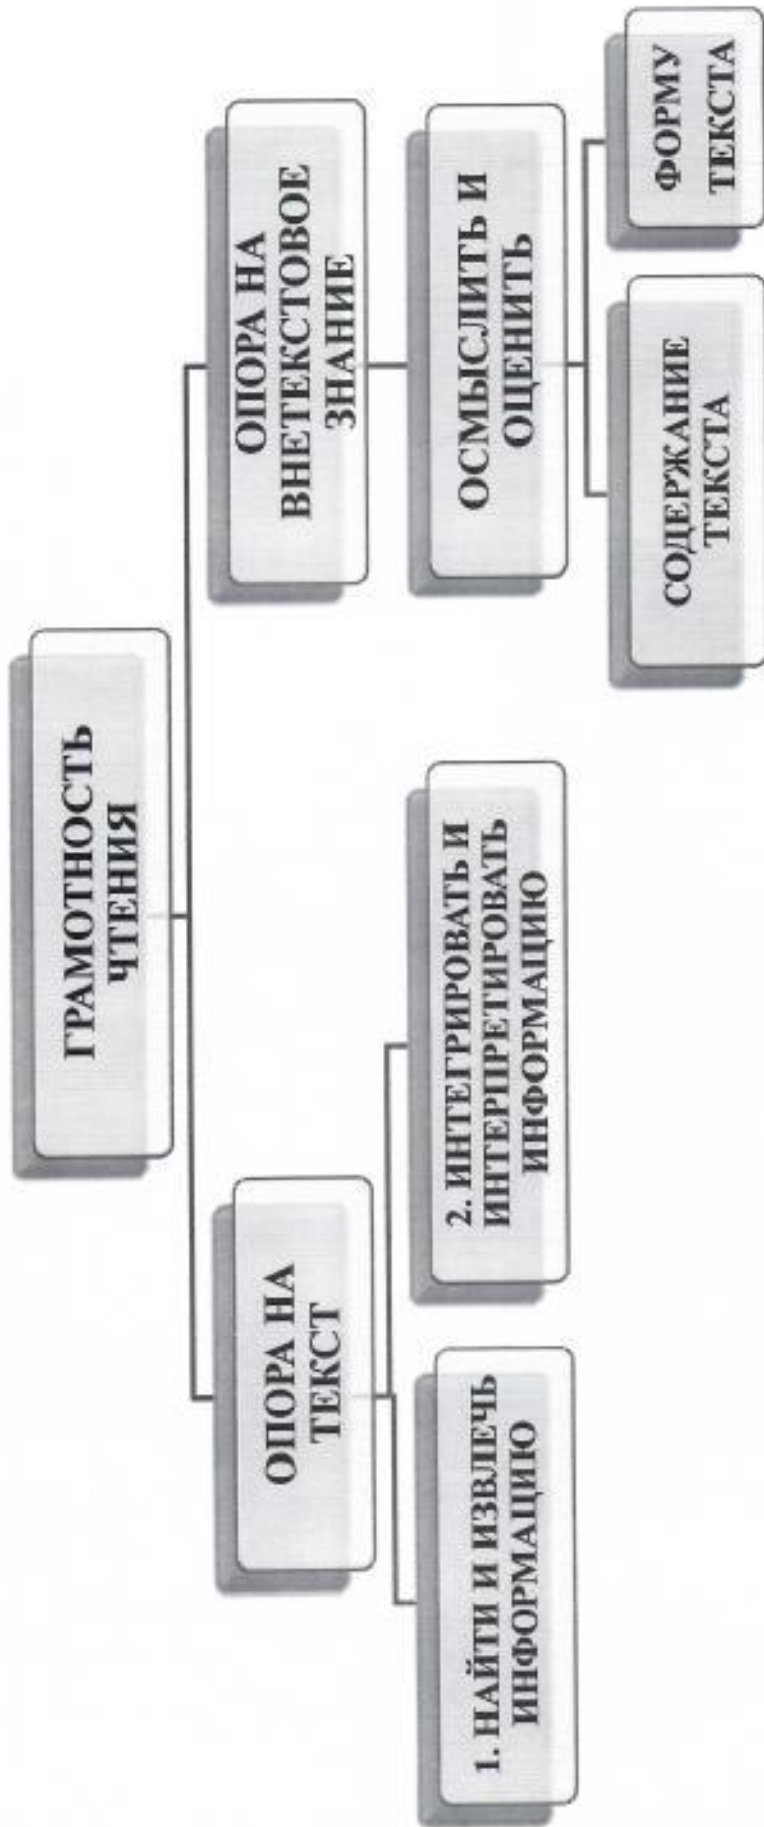 ГРАМОТНОСТЬ
ЧТЕНИЯ
ОПОРА НА
ТЕКСТ
ОПОРА НА
ВНЕТЕКСТОВОЕ
ЗНАНИЕ
1. НАЙТИ И ИЗВЛЕЧЬ
ИНФОРМАЦИЮ
2. ИНТЕГРИРОВАТЬ И
ИНТЕРПРЕТИРОВАТЬ
ИНФОРМАЦИЮ
ОСМЫСЛИТЬ И
ОЦЕНИТЬ
СОДЕРЖАНИЕ
ТЕКСТА
ФОРМУ
ТЕКСТА